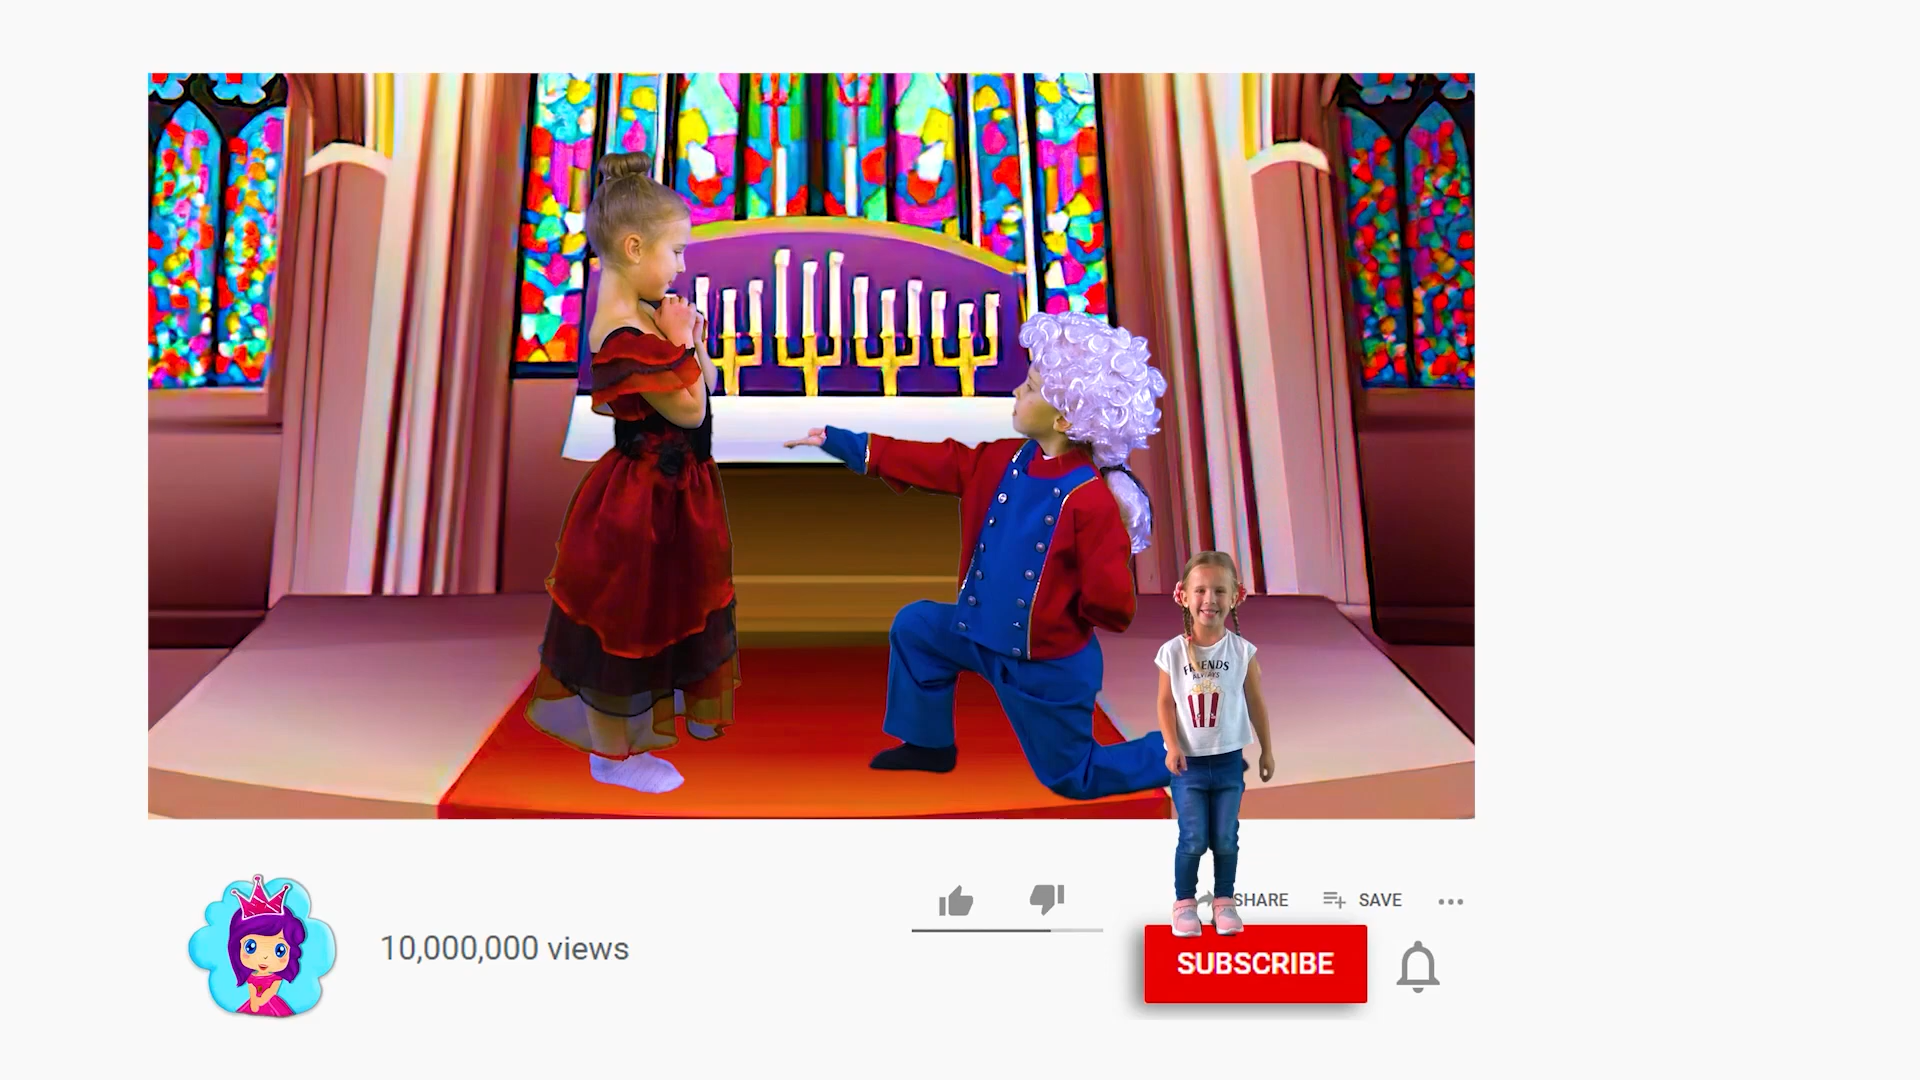 FRIENDS
ALWAYS
SHARE
SAVE
10,000,000 views
SUBSCRIBE